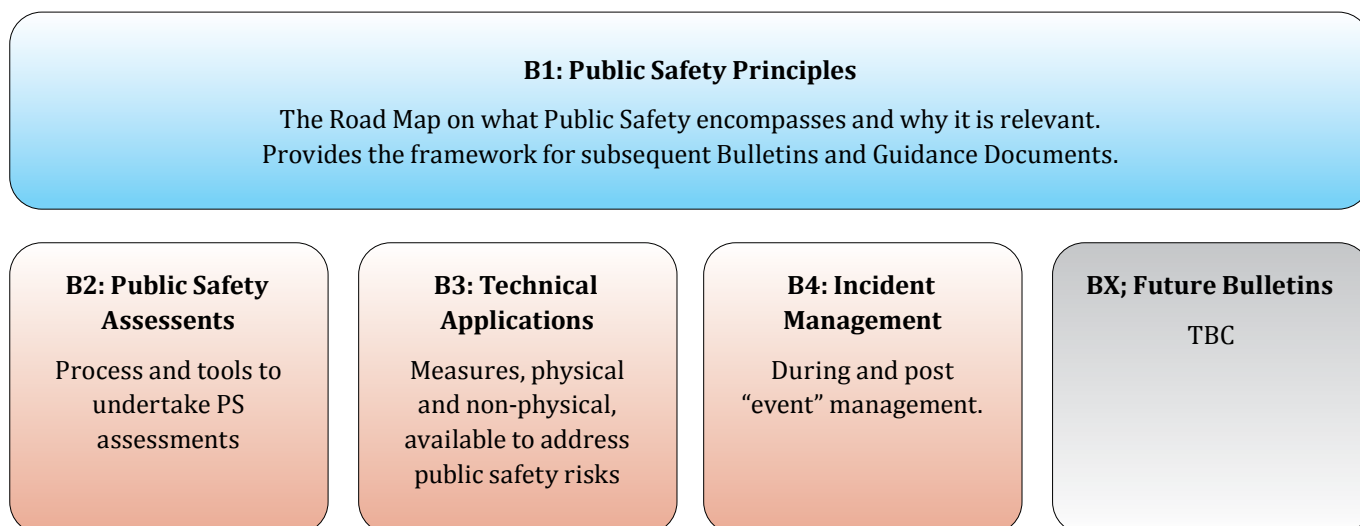 B1: Public Safety Principles
The Road Map on what Public Safety encompasses and why it is relevant.
Provides the framework for subsequent Bulletins and Guidance Documents.
B2: Public Safety
Assessents
Process and tools to
undertake PS
assessments
B3: Technical
Applications
Measures, physical
and non-physical,
available to address
public safety risks
B4: Incident
Management
During and post
“event” management.
BX; Future Bulletins
TBC